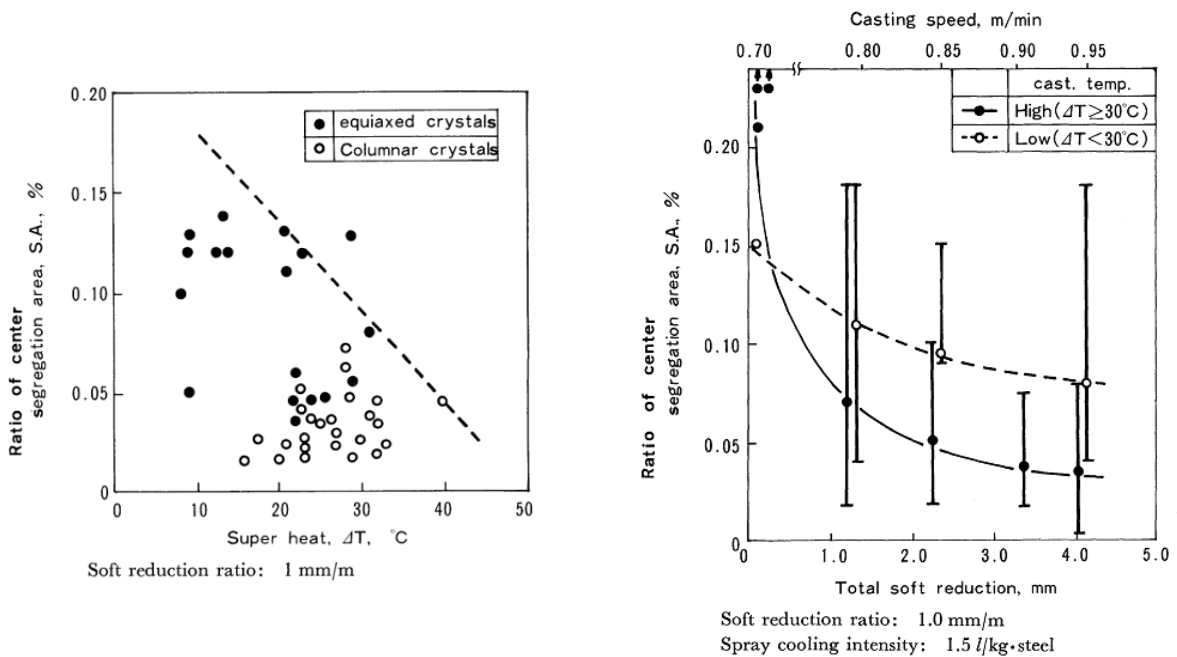 0.20
0.15
0.10
0.05
0
Ratio of center
segregation area, S.A., %
equiaxed crystals
Columnar crystals
0 10 20 30 40 50
Super heat, ΔT, °C
Soft reduction ratio: 1 mm/m
Casting speed, m/min
0.70 0.80 0.85 0.90 0.95
cast. temp.
High(ΔT≥30°C)
Low(ΔT<30°C)
0.20
0.15
0.10
0.05
0
Ratio of center
segregation area, S.A., %
0 1.0 2.0 3.0 4.0 5.0
Total soft reduction, mm
Soft reduction ratio: 1.0 mm/m
Spray cooling intensity: 1.5 l/kg·steel